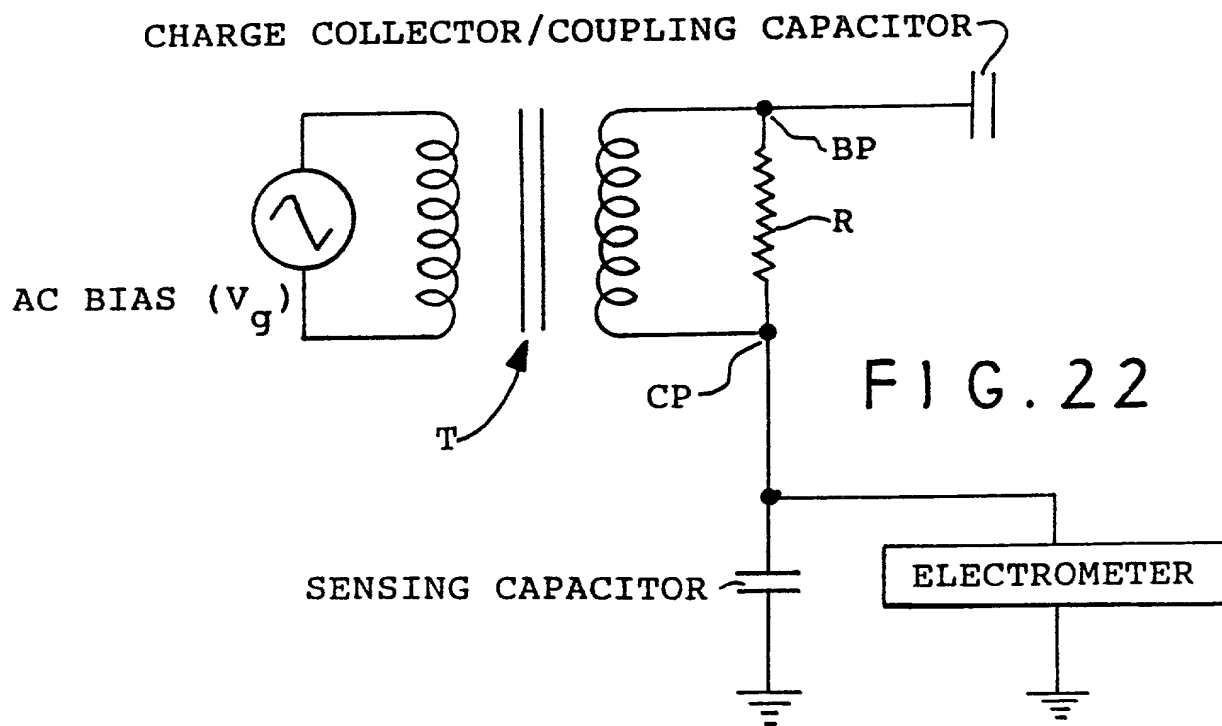 CHARGE COLLECTOR/COUPLING CAPACITOR
BP
R
AC BIAS (Vg)
CP
FIG. 22
T
SENSING CAPACITOR
ELECTROMETER